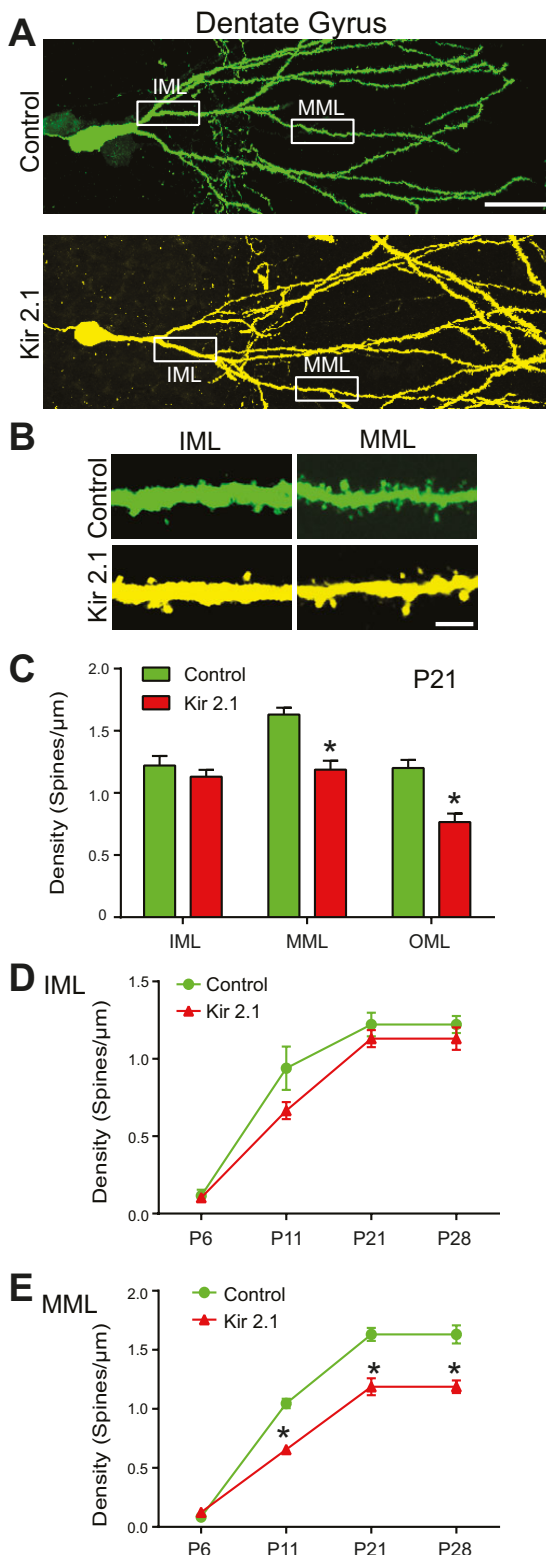 Dentate Gyrus
A
Control
IML
MML
Kir 2.1
IML
MML
B
IML
MML
Control
Kir 2.1
C
Density (Spines/µm)
2.0
1.5
1.0
0.5
0
Control
Kir 2.1
P21
*
*
IML
MML
OML
D
IML
Density (Spines/µm)
1.5
1.0
0.5
0.0
Control
Kir 2.1
P6
P11
P21
P28
E
MML
Density (Spines/µm)
2.0
1.5
1.0
0.5
0.0
Control
Kir 2.1
*
*
*
P6
P11
P21
P28